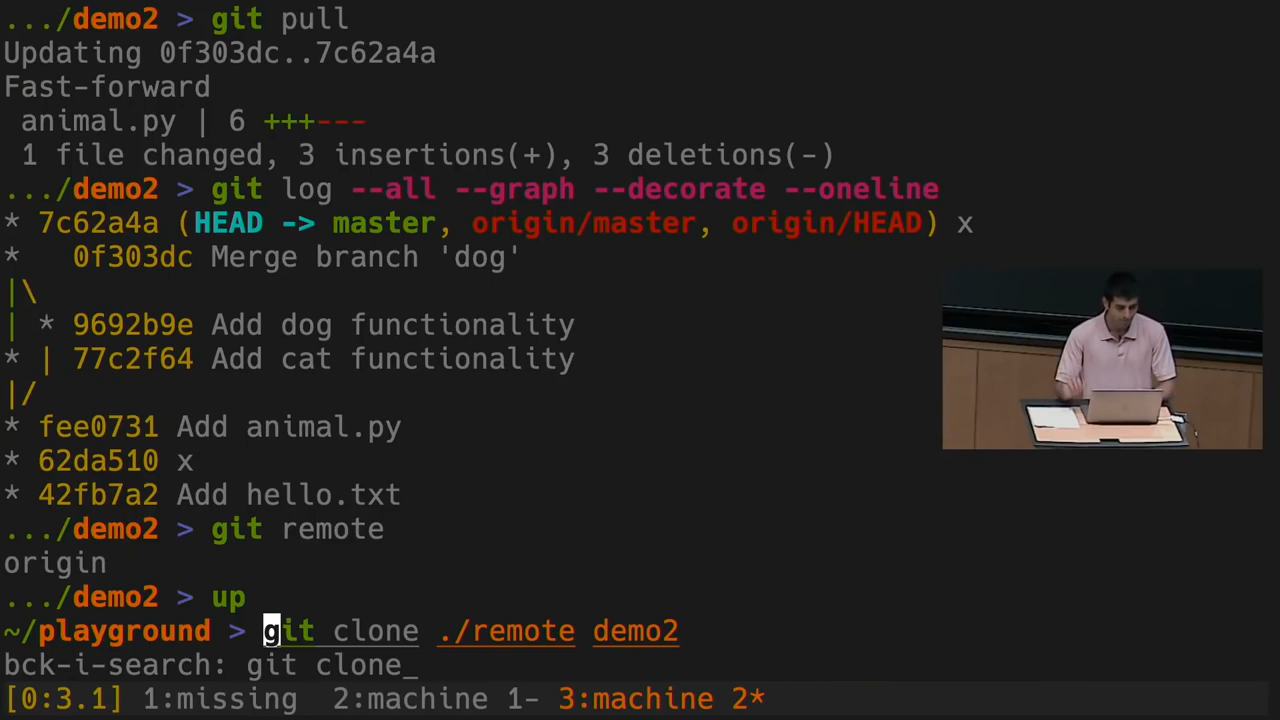 .../demo2 > git pull
Updating 0f303dc..7c62a4a
Fast-forward
 animal.py | 6 +++---
 1 file changed, 3 insertions(+), 3 deletions(-)
.../demo2 > git log --all --graph --decorate --oneline
* 7c62a4a (HEAD -> master, origin/master, origin/HEAD) x
*   0f303dc Merge branch 'dog'
|\
| * 9692b9e Add dog functionality
* | 77c2f64 Add cat functionality
|/
* fee0731 Add animal.py
* 62da510 x
* 42fb7a2 Add hello.txt
.../demo2 > git remote
origin
.../demo2 > up
~/playground > git clone ./remote demo2
bck-i-search: git clone_
[0:3.1] 1:missing  2:machine 1- 3:machine 2*